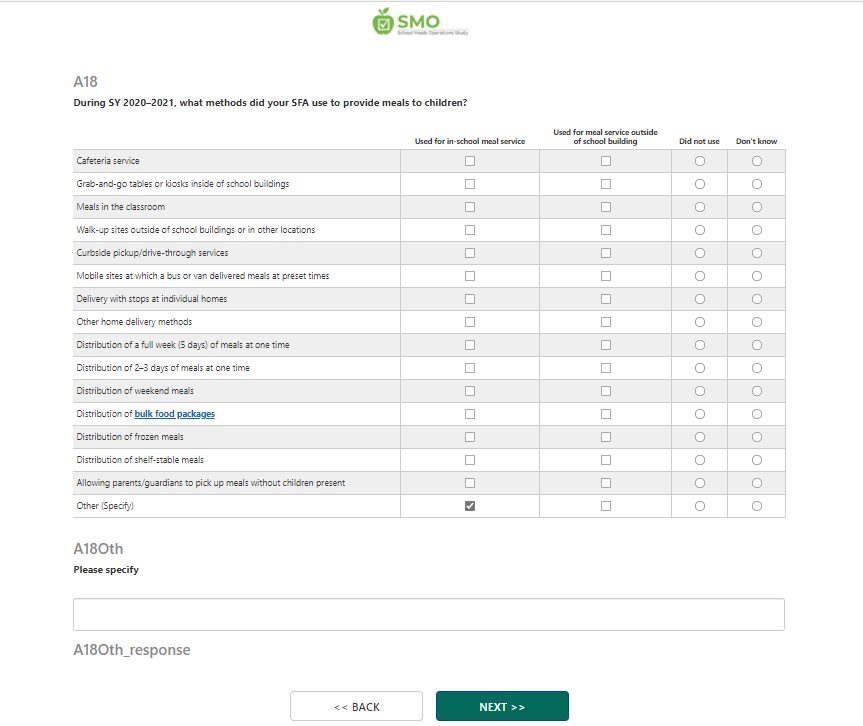 SMO
School Meals Operations Study
A18
During SY 2020–2021, what methods did your SFA use to provide meals to children?
Used for in-school meal service
Used for meal service outside
of school building
Did not use
Don't know
Cafeteria service
Grab-and-go tables or kiosks inside of school buildings
Meals in the classroom
Walk-up sites outside of school buildings or in other locations
Curbside pickup/drive-through services
Mobile sites at which a bus or van delivered meals at preset times
Delivery with stops at individual homes
Other home delivery methods
Distribution of a full week (5 days) of meals at one time
Distribution of 2–3 days of meals at one time
Distribution of weekend meals
Distribution of bulk food packages
Distribution of frozen meals
Distribution of shelf-stable meals
Allowing parents/guardians to pick up meals without children present
Other (Specify)
A18Oth
Please specify
A18Oth_response
<< BACK
NEXT >>